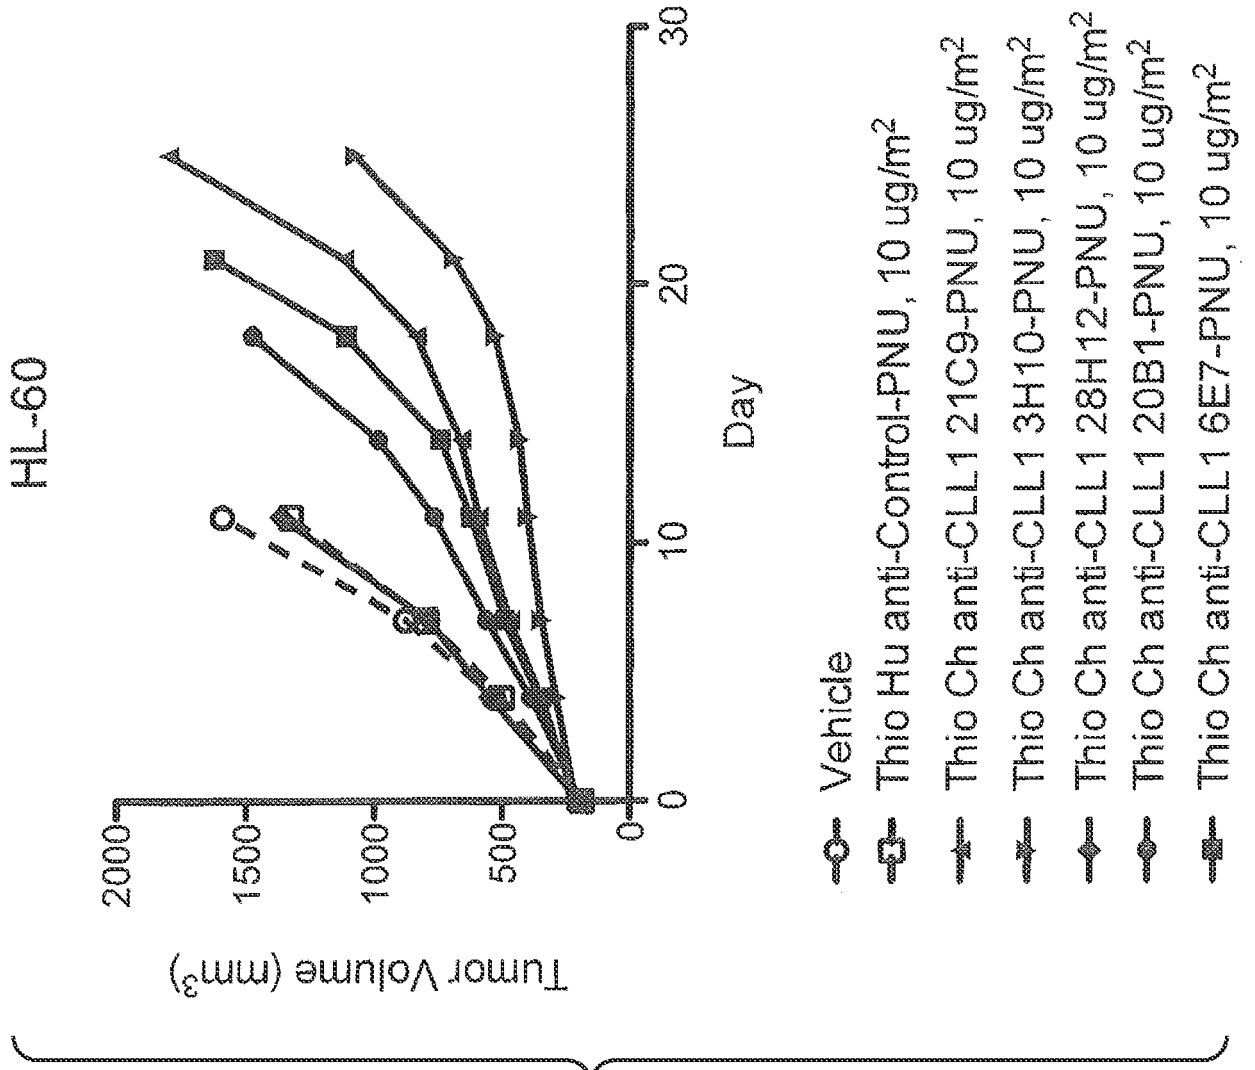 HL-60
Tumor Volume (mm³)
2000
1500
1000
500
0
0
10
20
30
Day
Vehicle
Thio Hu anti-Control-PNU, 10 ug/m²
Thio Ch anti-CLL1 21C9-PNU, 10 ug/m²
Thio Ch anti-CLL1 3H10-PNU, 10 ug/m²
Thio Ch anti-CLL1 28H12-PNU, 10 ug/m²
Thio Ch anti-CLL1 20B1-PNU, 10 ug/m²
Thio Ch anti-CLL1 6E7-PNU, 10 ug/m²